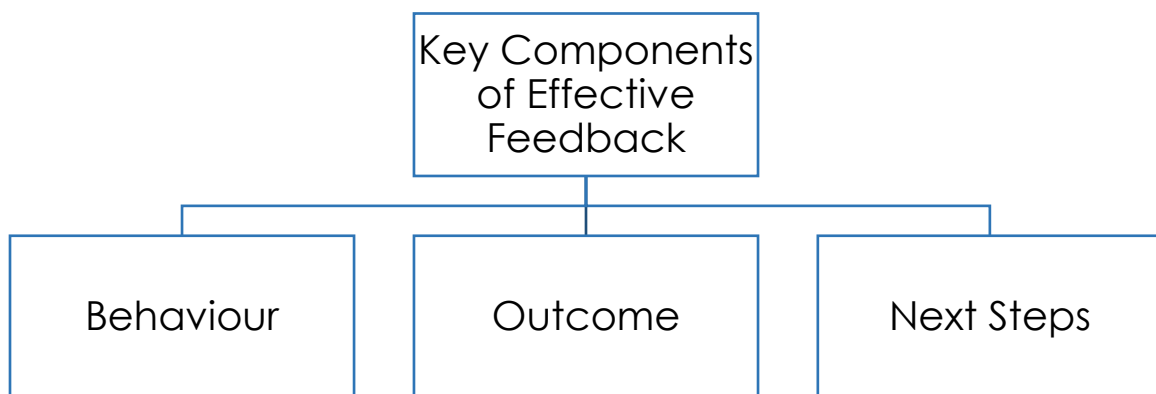 Key Components
of Effective
Feedback
Behaviour
Outcome
Next Steps